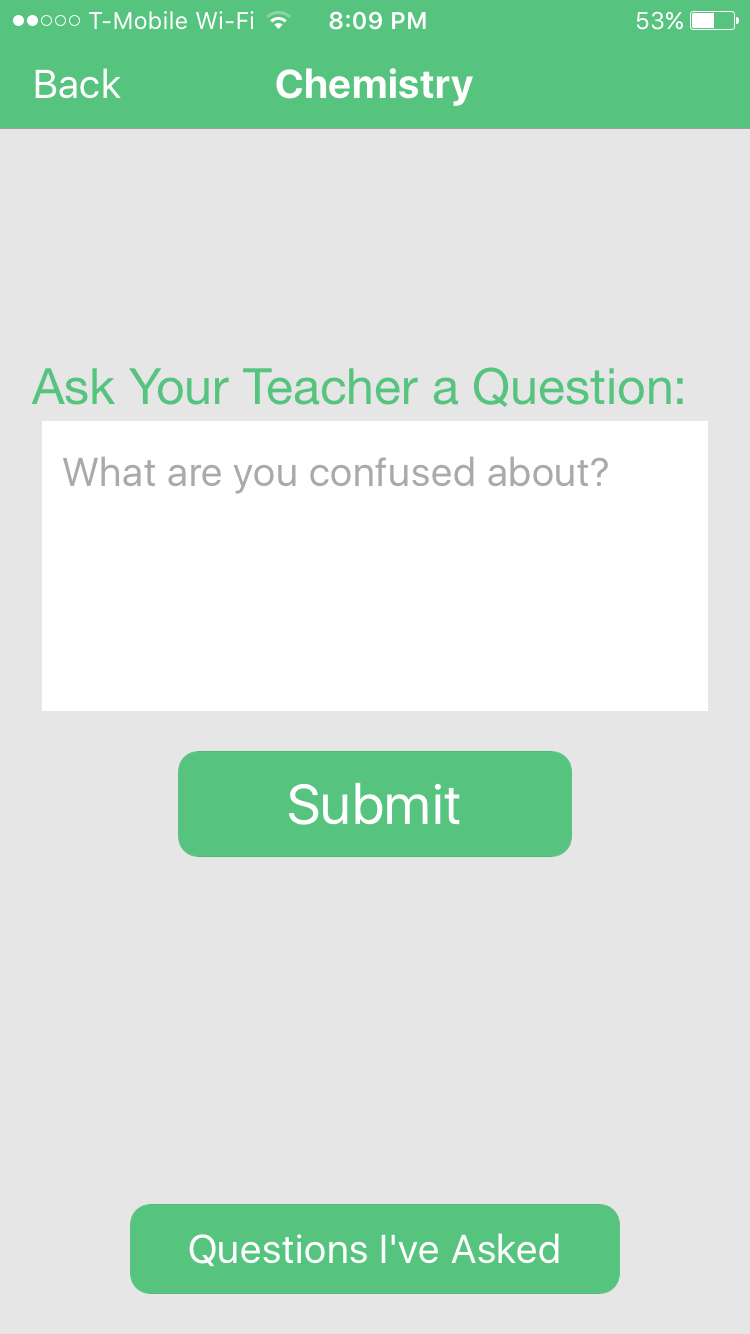 T-Mobile Wi-Fi 8:09 PM 53%
Back Chemistry
Ask Your Teacher a Question:
What are you confused about?
Submit
Questions I've Asked